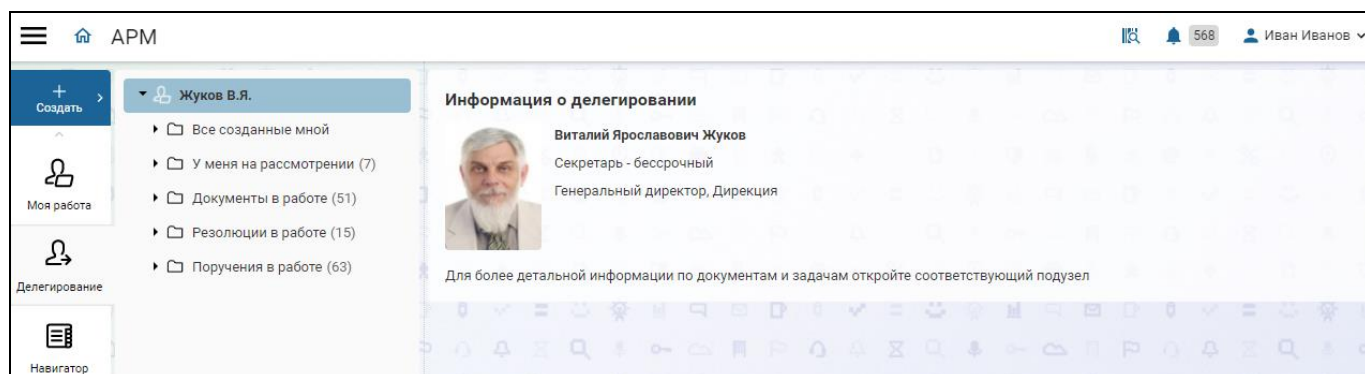 АРМ
568
Иван Иванов
+ Создать
Моя работа
Делегирование
Навигатор
Жуков В.Я.
Все созданные мной
У меня на рассмотрении (7)
Документы в работе (51)
Резолюции в работе (15)
Поручения в работе (63)
Информация о делегировании
Виталий Ярославович Жуков
Секретарь - бессрочный
Генеральный директор, Дирекция
Для более детальной информации по документам и задачам откройте соответствующий подузел